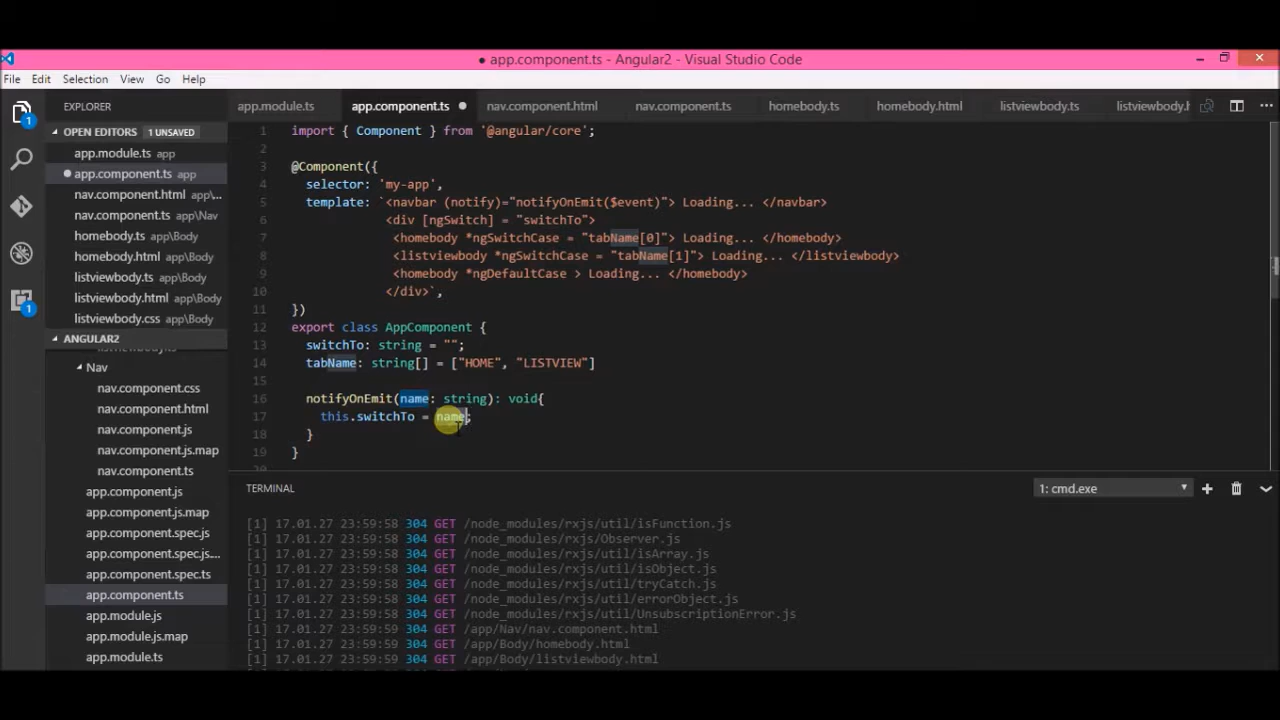 ● app.component.ts - Angular2 - Visual Studio Code
File Edit Selection View Go Help
EXPLORER
app.module.ts app.component.ts ● nav.component.html nav.component.ts homebody.ts homebody.html listviewbody.ts listviewbody.h
OPEN EDITORS 1 UNSAVED
app.module.ts app
● app.component.ts app
nav.component.html app\...
nav.component.ts app\Nav
homebody.ts app\Body
homebody.html app\Body
listviewbody.ts app\Body
listviewbody.html app\Body
listviewbody.css app\Body
ANGULAR2
Nav
nav.component.css
nav.component.html
nav.component.js
nav.component.js.map
nav.component.ts
app.component.js
app.component.js.map
app.component.spec.js
app.component.spec.js....
app.component.spec.ts
app.component.ts
app.module.js
app.module.js.map
app.module.ts
1 import { Component } from '@angular/core';
2
3 @Component({
4 selector: 'my-app',
5 template: `<navbar (notify)="notifyOnEmit($event)"> Loading... </navbar>
6 <div [ngSwitch] = "switchTo">
7 <homebody *ngSwitchCase = "tabName[0]"> Loading... </homebody>
8 <listviewbody *ngSwitchCase = "tabName[1]"> Loading... </listviewbody>
9 <homebody *ngDefaultCase > Loading... </homebody>
10 </div>`,
11 })
12 export class AppComponent {
13 switchTo: string = "";
14 tabName: string[] = ["HOME", "LISTVIEW"]
15
16 notifyOnEmit(name: string): void{
17 this.switchTo = name;
18 }
19 }
20
TERMINAL
1: cmd.exe
[1] 17.01.27 23:59:58 304 GET /node_modules/rxjs/util/isFunction.js
[1] 17.01.27 23:59:58 304 GET /node_modules/rxjs/Observer.js
[1] 17.01.27 23:59:58 304 GET /node_modules/rxjs/util/isArray.js
[1] 17.01.27 23:59:58 304 GET /node_modules/rxjs/util/isObject.js
[1] 17.01.27 23:59:58 304 GET /node_modules/rxjs/util/tryCatch.js
[1] 17.01.27 23:59:58 304 GET /node_modules/rxjs/util/errorObject.js
[1] 17.01.27 23:59:58 304 GET /node_modules/rxjs/util/UnsubscriptionError.js
[1] 17.01.27 23:59:59 304 GET /app/Nav/nav.component.html
[1] 17.01.27 23:59:58 304 GET /app/Body/homebody.html
[1] 17.01.27 23:59:58 304 GET /app/Body/listviewbody.html